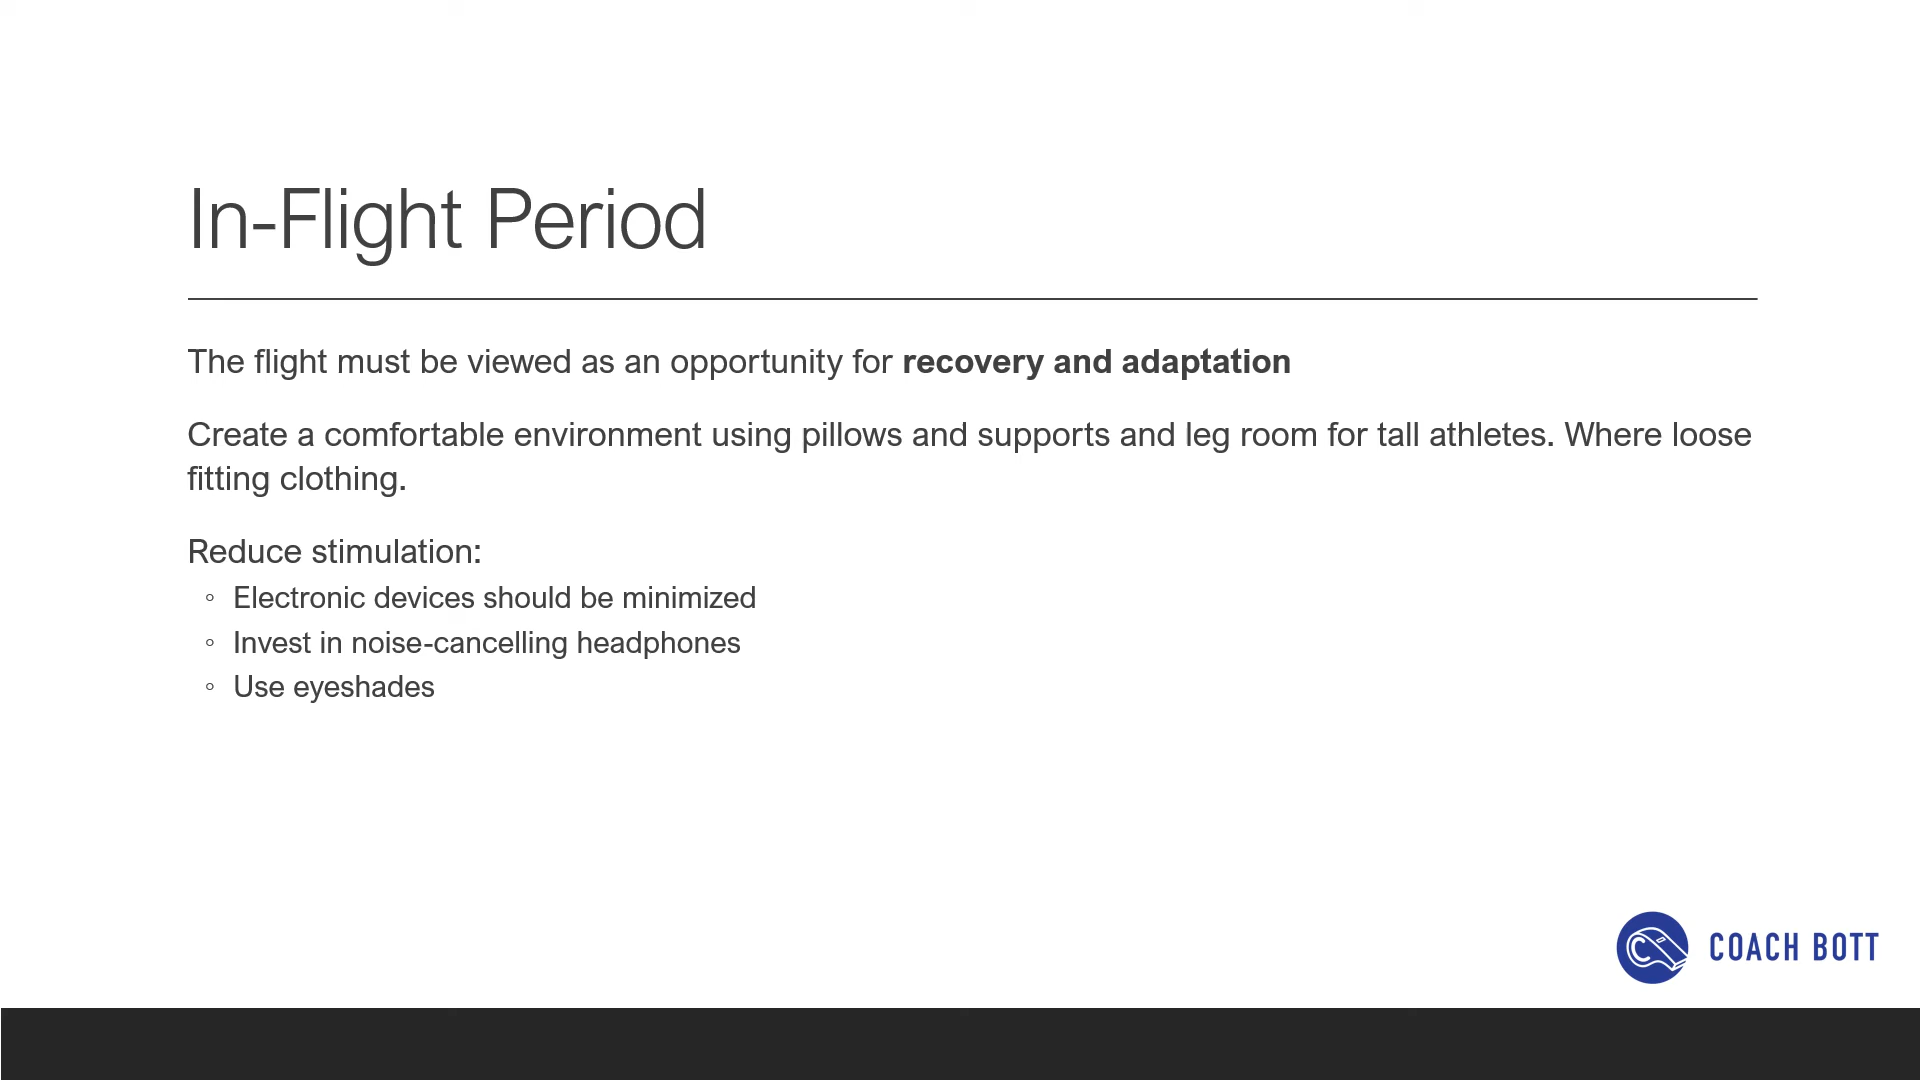 In-Flight Period
The flight must be viewed as an opportunity for recovery and adaptation
Create a comfortable environment using pillows and supports and leg room for tall athletes. Where loose
fitting clothing.
Reduce stimulation:
◦ Electronic devices should be minimized
◦ Invest in noise-cancelling headphones
◦ Use eyeshades
COACH BOTT